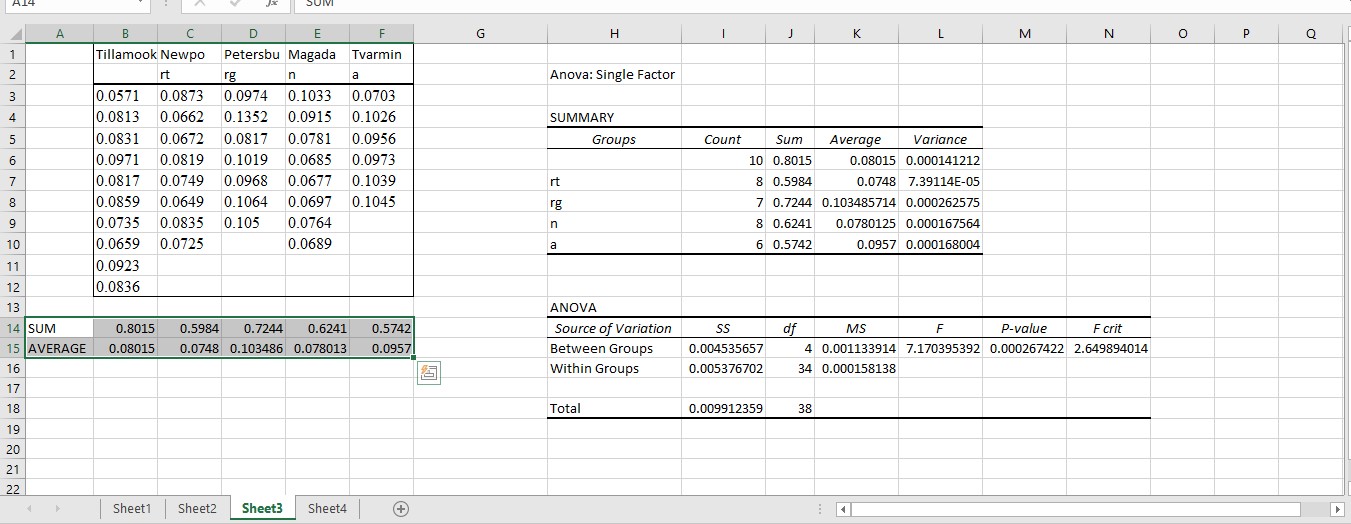 A14 fx SUM
A B C D E F G H I J K L M N O P Q
1 Tillamook Newpo Petersbu Magada Tvarmin
2 rt rg n a Anova: Single Factor
3 0.0571 0.0873 0.0974 0.1033 0.0703
4 0.0813 0.0662 0.1352 0.0915 0.1026 SUMMARY
5 0.0831 0.0672 0.0817 0.0781 0.0956 Groups Count Sum Average Variance
6 0.0971 0.0819 0.1019 0.0685 0.0973 10 0.8015 0.08015 0.000141212
7 0.0817 0.0749 0.0968 0.0677 0.1039 rt 8 0.5984 0.0748 7.39114E-05
8 0.0859 0.0649 0.1064 0.0697 0.1045 rg 7 0.7244 0.103485714 0.000262575
9 0.0735 0.0835 0.105 0.0764 n 8 0.6241 0.0780125 0.000167564
10 0.0659 0.0725 0.0689 a 6 0.5742 0.0957 0.000168004
11 0.0923
12 0.0836
13 ANOVA
14 SUM 0.8015 0.5984 0.7244 0.6241 0.5742 Source of Variation SS df MS F P-value F crit
15 AVERAGE 0.08015 0.0748 0.103486 0.078013 0.0957 Between Groups 0.004535657 4 0.001133914 7.170395392 0.000267422 2.649894014
16 Within Groups 0.005376702 34 0.000158138
17
18 Total 0.009912359 38
19
20
21
22
Sheet1 Sheet2 Sheet3 Sheet4